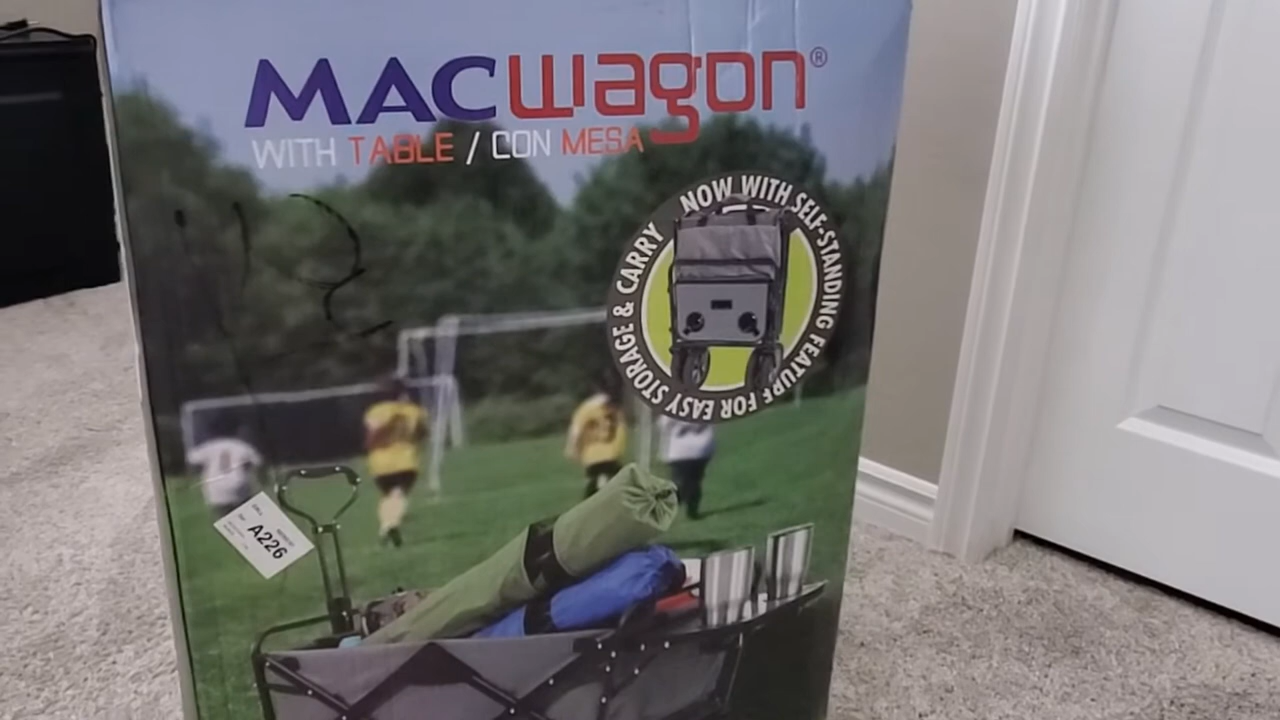 MACwagon®
WITH TABLE / CON MESA
NOW WITH SELF-STANDING FEATURE FOR EASY STORAGE & CARRY
A226